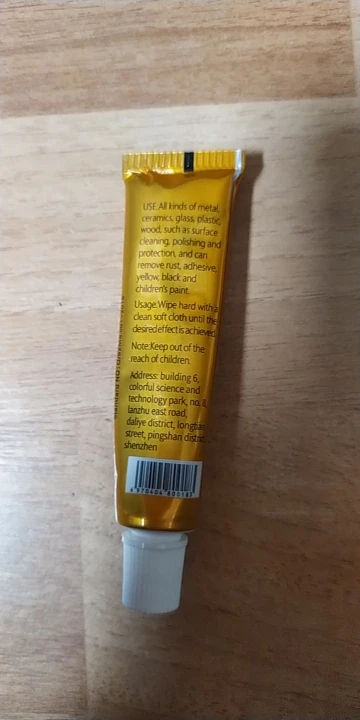 USE.All kinds of metal,
ceramics, glass, plastic,
wood, such as surface
cleaning, polishing and
protection, and can
remove rust, adhesive,
yellow, black and
children's paint.
Usage:Wipe hard with a
clean soft cloth until the
desired effect is achieved.
Note:Keep out of the
reach of children.
Address: building 6,
colorful science and
technology park, no. 8,
lanzhu east road,
daliye district, longtian
street, pingshan district,
shenzhen